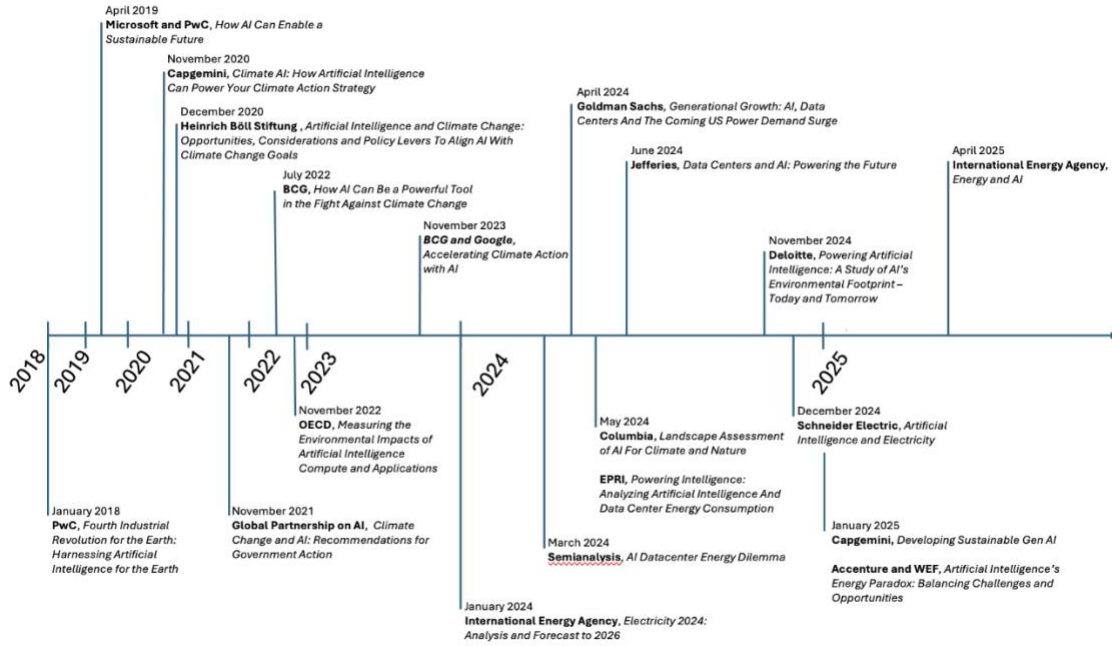 April 2019
Microsoft and PwC, How AI Can Enable a
Sustainable Future
November 2020
Capgemini, Climate AI: How Artificial Intelligence
Can Power Your Climate Action Strategy
December 2020
Heinrich Böll Stiftung , Artificial Intelligence and Climate Change:
Opportunities, Considerations and Policy Levers To Align AI With
Climate Change Goals
July 2022
BCG, How AI Can Be a Powerful Tool
in the Fight Against Climate Change
November 2023
BCG and Google,
Accelerating Climate Action
with AI
April 2024
Goldman Sachs, Generational Growth: AI, Data
Centers And The Coming US Power Demand Surge
June 2024
Jefferies, Data Centers and AI: Powering the Future
November 2024
Deloitte, Powering Artificial
Intelligence: A Study of AI's
Environmental Footprint –
Today and Tomorrow
April 2025
International Energy Agency,
Energy and AI
2018
2019
2020
2021
2022
2023
2024
2025
January 2018
PwC, Fourth Industrial
Revolution for the Earth:
Harnessing Artificial
Intelligence for the Earth
November 2021
Global Partnership on AI, Climate
Change and AI: Recommendations for
Government Action
November 2022
OECD, Measuring the
Environmental Impacts of
Artificial Intelligence
Compute and Applications
January 2024
International Energy Agency, Electricity 2024:
Analysis and Forecast to 2026
March 2024
Semianalysis, AI Datacenter Energy Dilemma
May 2024
Columbia, Landscape Assessment
of AI For Climate and Nature
EPRI, Powering Intelligence:
Analyzing Artificial Intelligence And
Data Center Energy Consumption
December 2024
Schneider Electric, Artificial
Intelligence and Electricity
January 2025
Capgemini, Developing Sustainable Gen AI
Accenture and WEF, Artificial Intelligence's
Energy Paradox: Balancing Challenges and
Opportunities